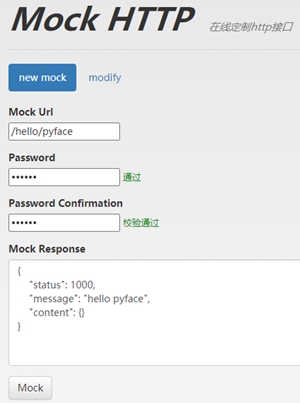 Mock HTTP 在线定制http接口
new mock modify
Mock Url
/hello/pyface
Password
•••••• 通过
Password Confirmation
•••••• 校验通过
Mock Response
{
"status": 1000,
"message": "hello pyface",
"content": {}
}
Mock